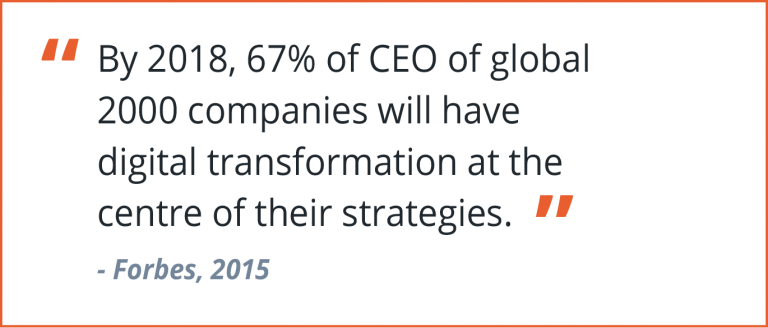 “ By 2018, 67% of CEO of global
2000 companies will have
digital transformation at the
centre of their strategies. ”
- Forbes, 2015